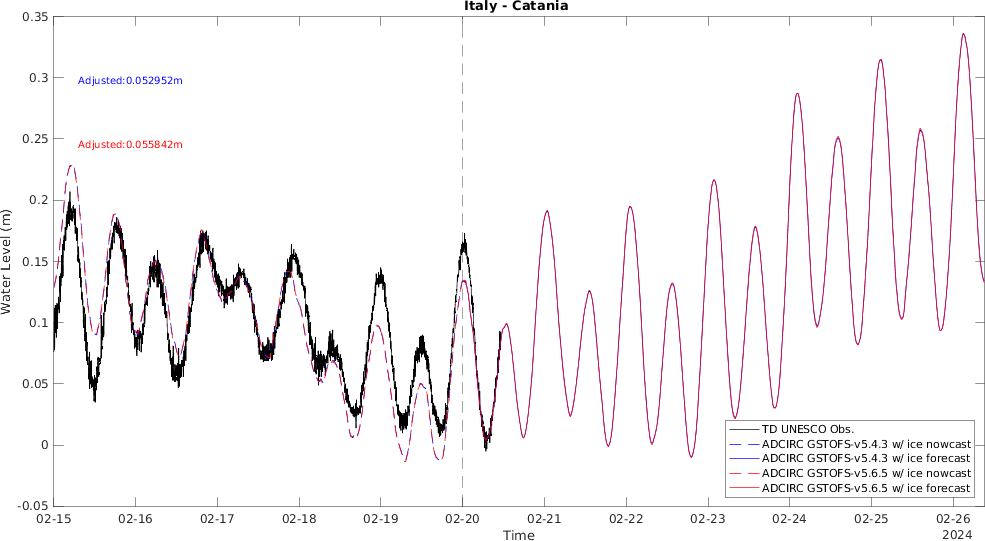 Italy - Catania
0.35
0.3
0.25
0.2
0.15
0.1
0.05
0
-0.05
Water Level (m)
Adjusted:0.052952m
Adjusted:0.055842m
TD UNESCO Obs.
ADCIRC GSTOFS-v5.4.3 w/ ice nowcast
ADCIRC GSTOFS-v5.4.3 w/ ice forecast
ADCIRC GSTOFS-v5.6.5 w/ ice nowcast
ADCIRC GSTOFS-v5.6.5 w/ ice forecast
02-15 02-16 02-17 02-18 02-19 02-20 02-21 02-22 02-23 02-24 02-25 02-26
Time
2024